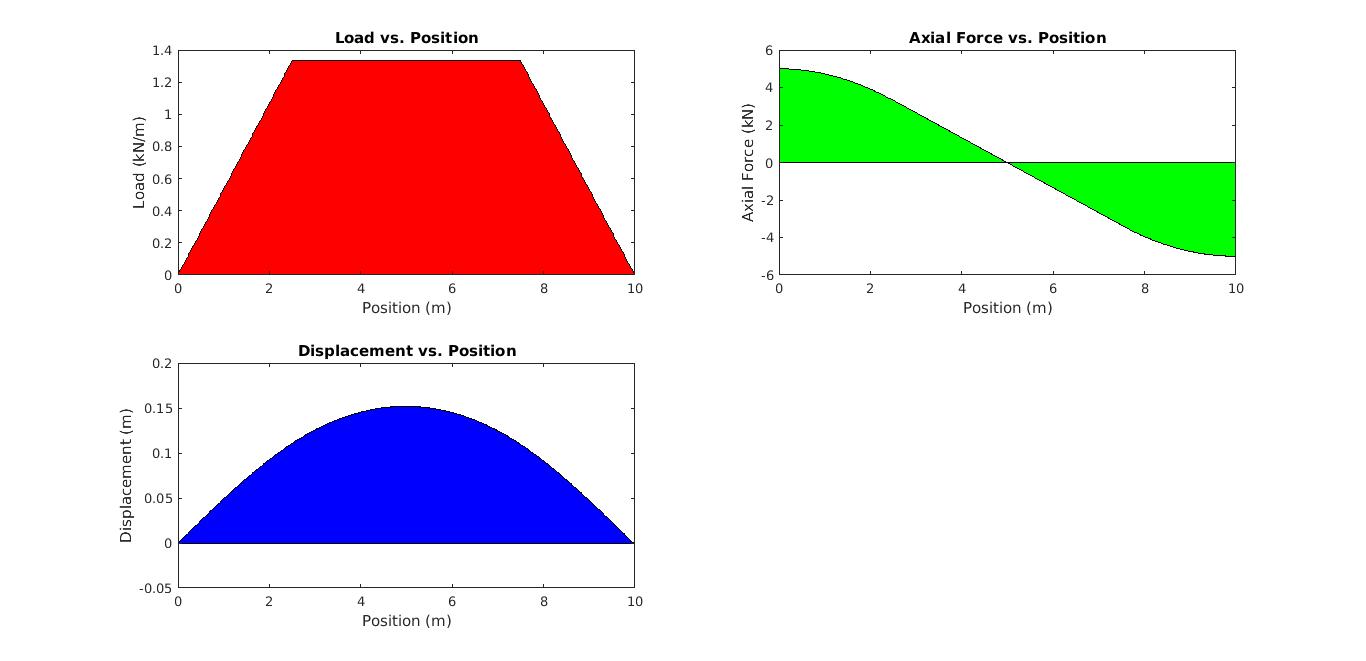 Load vs. Position
1.4
1.2
1
0.8
0.6
0.4
0.2
0
Load (kN/m)
0 2 4 6 8 10
Position (m)
Axial Force vs. Position
6
4
2
0
-2
-4
-6
Axial Force (kN)
0 2 4 6 8 10
Position (m)
Displacement vs. Position
0.2
0.15
0.1
0.05
0
-0.05
Displacement (m)
0 2 4 6 8 10
Position (m)